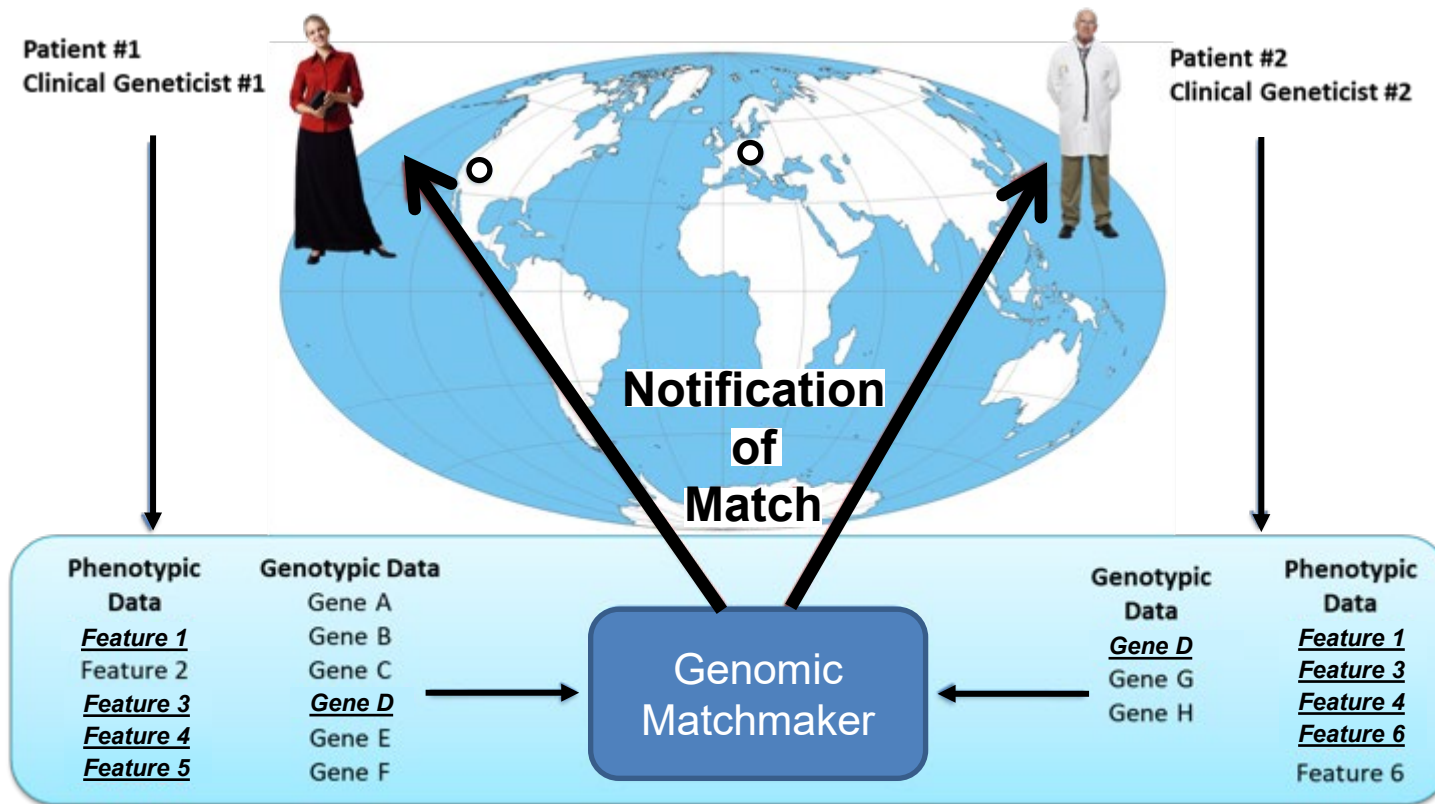 Patient #1
Clinical Geneticist #1
Patient #2
Clinical Geneticist #2
Notification
of
Match
Phenotypic
Data
Feature 1
Feature 2
Feature 3
Feature 4
Feature 5
Genotypic Data
Gene A
Gene B
Gene C
Gene D
Gene E
Gene F
Genomic
Matchmaker
Genotypic
Data
Gene D
Gene G
Gene H
Phenotypic
Data
Feature 1
Feature 3
Feature 4
Feature 6
Feature 6